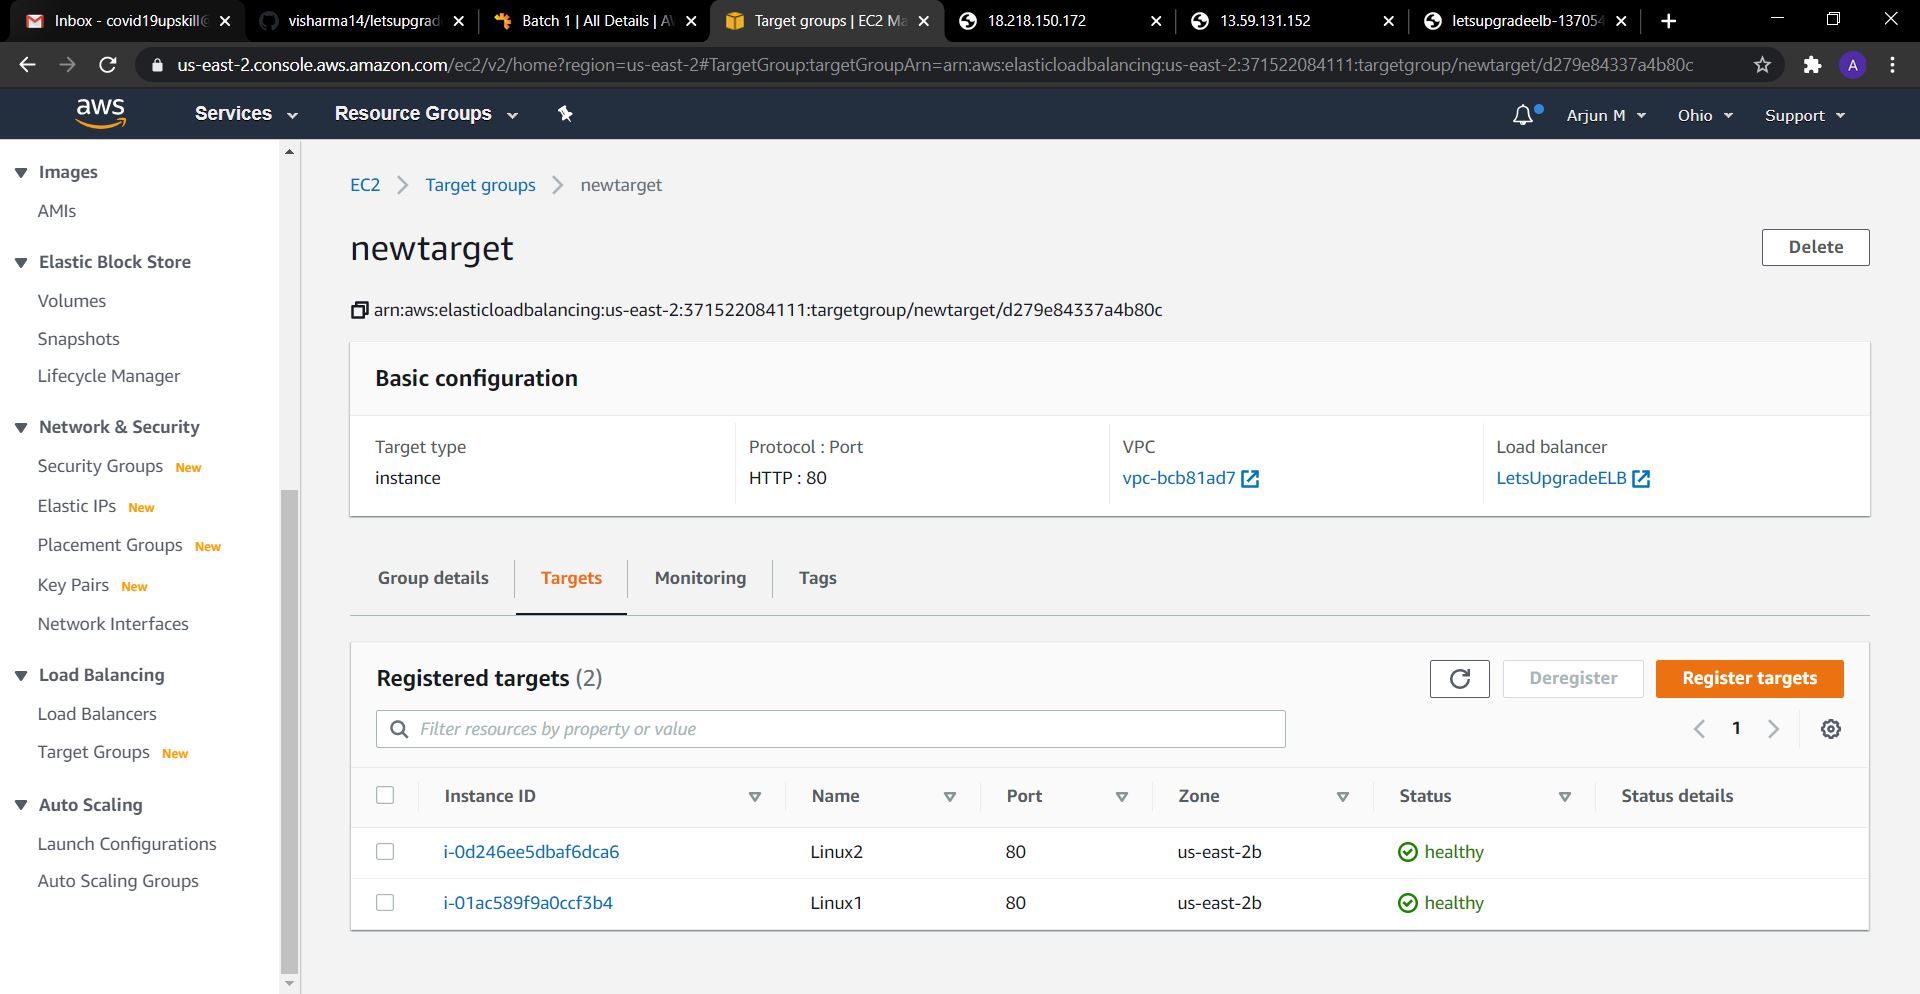 Inbox - covid19upskill@
visharma14/letsupgrad
Batch 1 | All Details | AW
Target groups | EC2 Ma
18.218.150.172
13.59.131.152
letsupgradeelb-137054
us-east-2.console.aws.amazon.com/ec2/v2/home?region=us-east-2#TargetGroup:targetGroupArn=arn:aws:elasticloadbalancing:us-east-2:371522084111:targetgroup/newtarget/d279e84337a4b80c
A
aws
Services
Resource Groups
Arjun M
Ohio
Support
Images
AMIs
Elastic Block Store
Volumes
Snapshots
Lifecycle Manager
Network & Security
Security Groups New
Elastic IPs New
Placement Groups New
Key Pairs New
Network Interfaces
Load Balancing
Load Balancers
Target Groups New
Auto Scaling
Launch Configurations
Auto Scaling Groups
EC2 > Target groups > newtarget
newtarget
Delete
arn:aws:elasticloadbalancing:us-east-2:371522084111:targetgroup/newtarget/d279e84337a4b80c
Basic configuration
Target type
instance
Protocol : Port
HTTP : 80
VPC
vpc-bcb81ad7
Load balancer
LetsUpgradeELB
Group details
Targets
Monitoring
Tags
Registered targets (2)
Deregister
Register targets
Filter resources by property or value
1
Instance ID Name Port Zone Status Status details
i-0d246ee5dbaf6dca6 Linux2 80 us-east-2b healthy
i-01ac589f9a0ccf3b4 Linux1 80 us-east-2b healthy